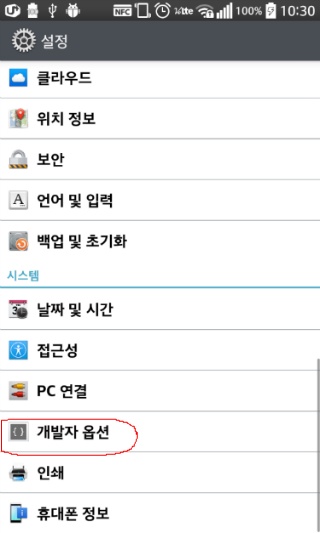 NFC LTE 100% 10:30
설정
클라우드
위치 정보
보안
언어 및 입력
백업 및 초기화
시스템
날짜 및 시간
접근성
PC 연결
개발자 옵션
인쇄
휴대폰 정보